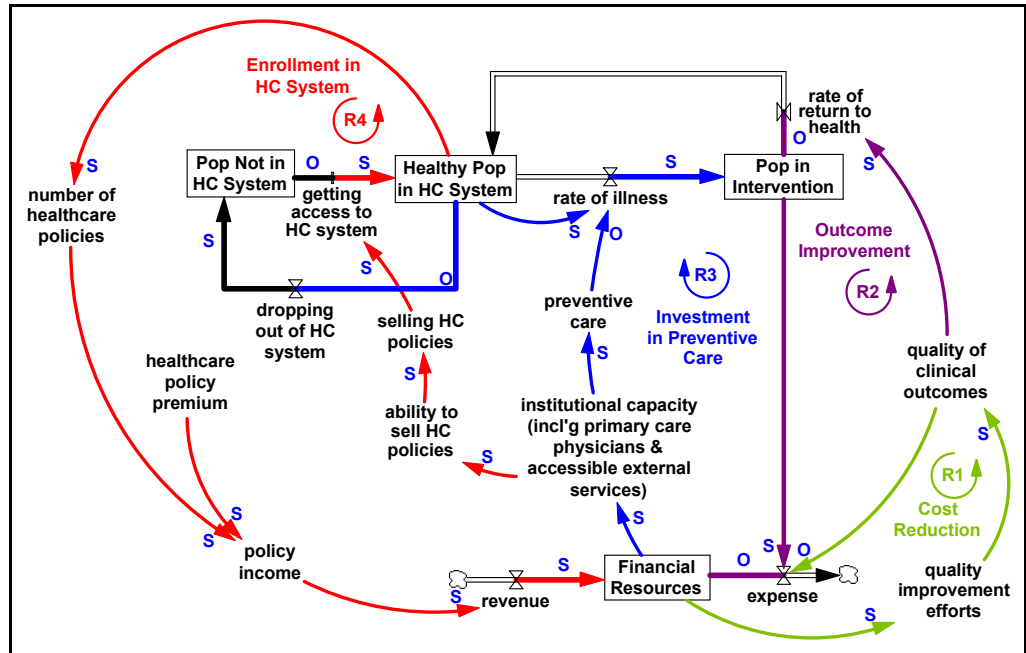 Enrollment in
HC System
R4
rate of
return to
health
S
O
Pop Not in
HC System
O
S
Healthy Pop
in HC System
S
Pop in
Intervention
S
number of
healthcare
policies
getting
access to
HC system
rate of illness
S
O
S
S
O
Outcome
Improvement
R2
R3
dropping
out of HC
system
selling HC
policies
preventive
care
Investment
in Preventive
Care
S
S
healthcare
policy
premium
quality of
clinical
outcomes
ability to
sell HC
policies
institutional capacity
(incl'g primary care
physicians &
accessible external
services)
S
S
R1
Cost
Reduction
S
S
S
policy
income
S
O
S
revenue
S
Financial
Resources
O
S
expense
quality
improvement
efforts
S